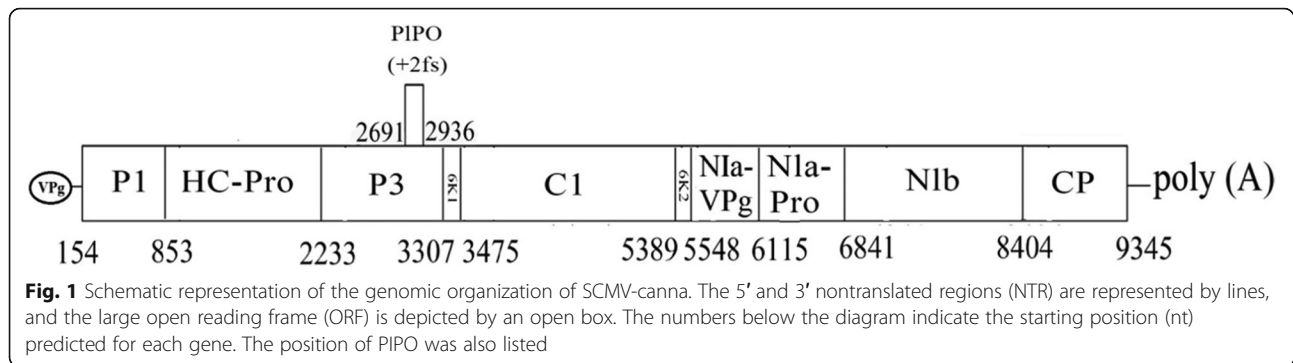 PIPO
(+2fs)
2691 2936
VPg P1 HC-Pro P3 6K1 C1 6K2 NIa-VPg N1a-Pro N1b CP poly (A)
154 853 2233 3307 3475 5389 5548 6115 6841 8404 9345
Fig. 1 Schematic representation of the genomic organization of SCMV-canna. The 5′ and 3′ nontranslated regions (NTR) are represented by lines,
and the large open reading frame (ORF) is depicted by an open box. The numbers below the diagram indicate the starting position (nt)
predicted for each gene. The position of PIPO was also listed